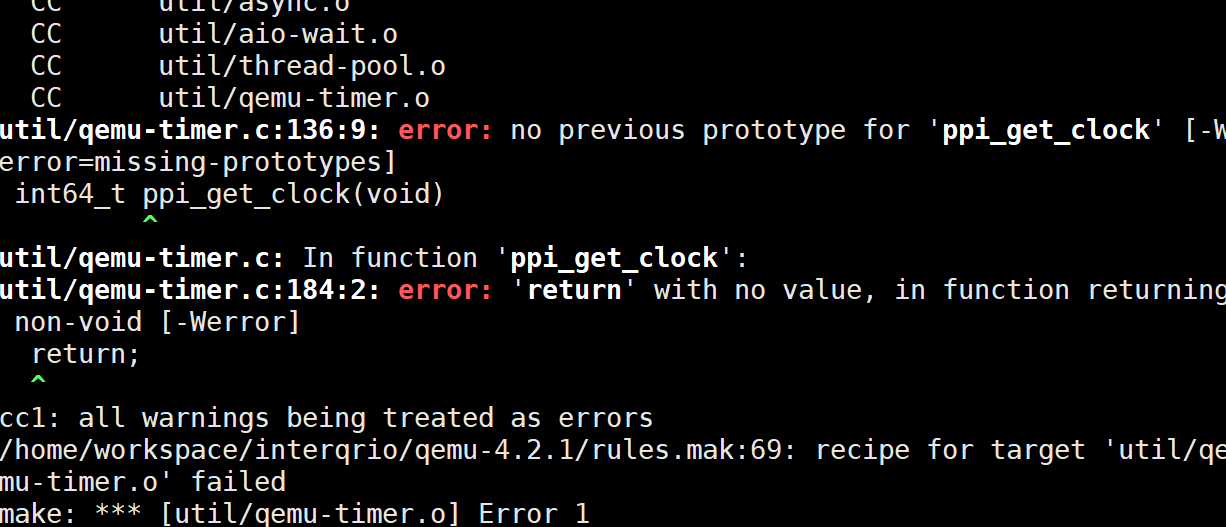 CC      util/async.o
CC      util/aio-wait.o
CC      util/thread-pool.o
CC      util/qemu-timer.o
util/qemu-timer.c:136:9: error: no previous prototype for 'ppi_get_clock' [-W
error=missing-prototypes]
int64_t ppi_get_clock(void)
^
util/qemu-timer.c: In function 'ppi_get_clock':
util/qemu-timer.c:184:2: error: 'return' with no value, in function returning
non-void [-Werror]
return;
^
cc1: all warnings being treated as errors
/home/workspace/interqrio/qemu-4.2.1/rules.mak:69: recipe for target 'util/qe
mu-timer.o' failed
make: *** [util/qemu-timer.o] Error 1